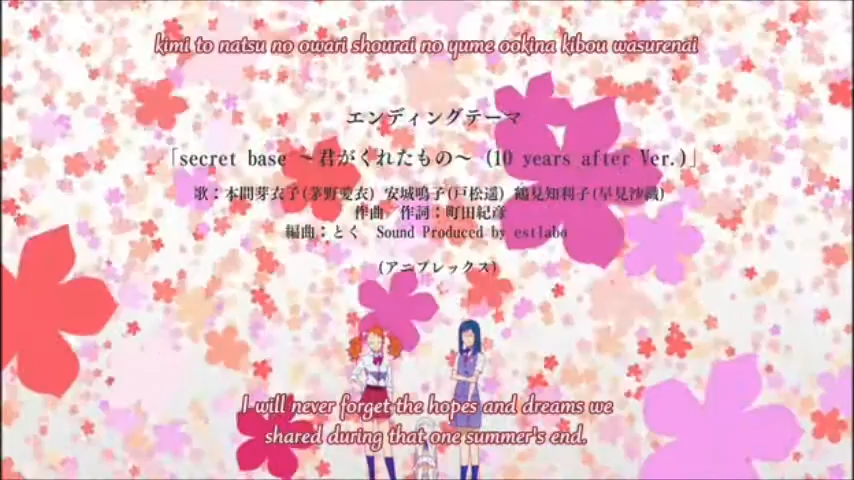 kimi to natsu no owari shourai no yume ookina kibou wasurenai
エンディングテーマ
「secret base ～君がくれたもの～ (10 years after Ver.)」
歌：本間芽衣子(茅野愛衣) 安城鳴子(戸松遥) 鶴見知利子(早見沙織)
作曲／作詞：町田紀彦
編曲：とく　Sound Produced by estlabo
(アニプレックス)
I will never forget the hopes and dreams we
shared during that one summer's end.